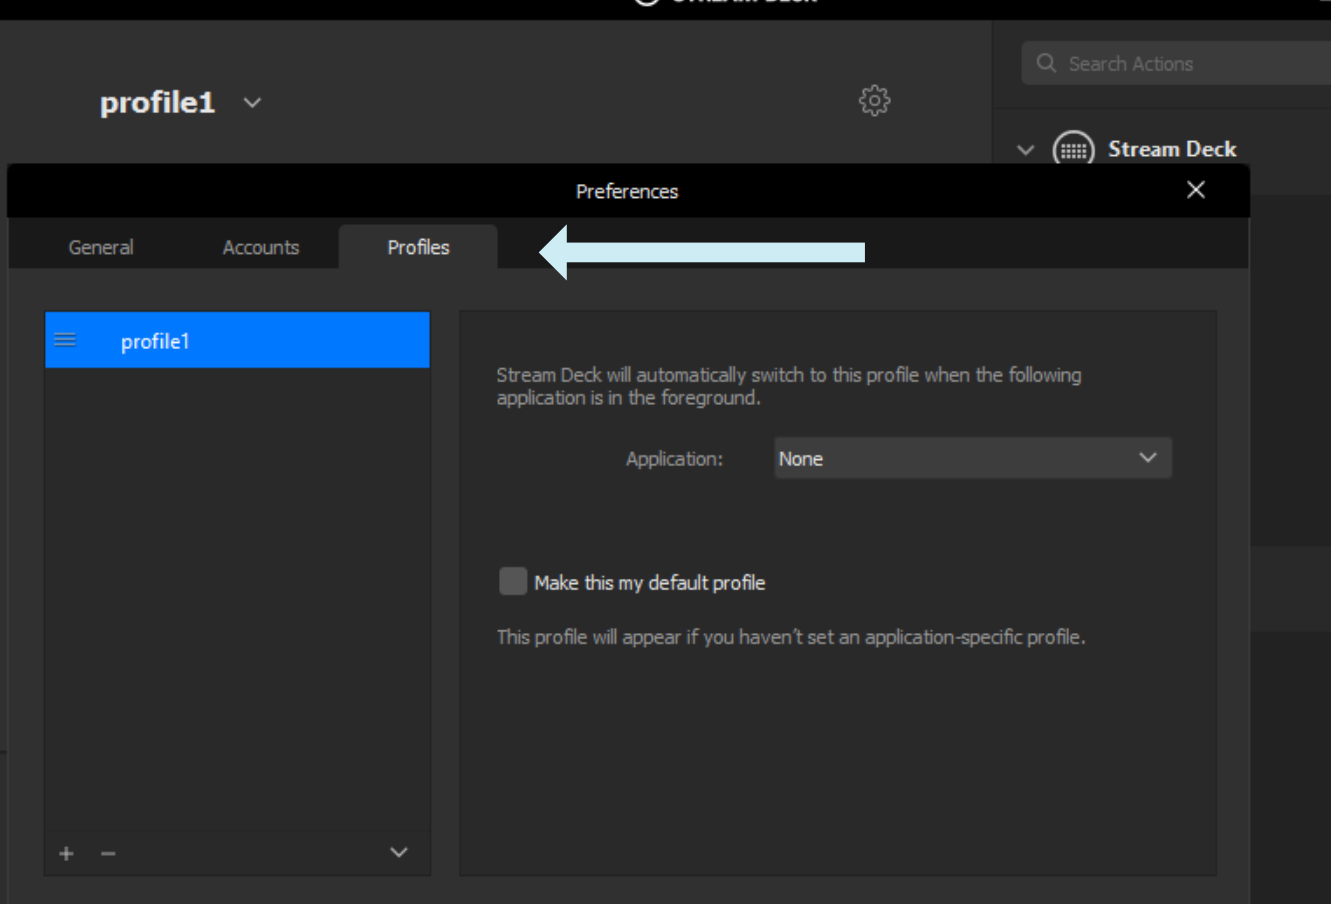 STREAM DECK
profile1
Search Actions
Stream Deck
Preferences
General
Accounts
Profiles
profile1
Stream Deck will automatically switch to this profile when the following
application is in the foreground.
Application:
None
Make this my default profile
This profile will appear if you haven't set an application-specific profile.